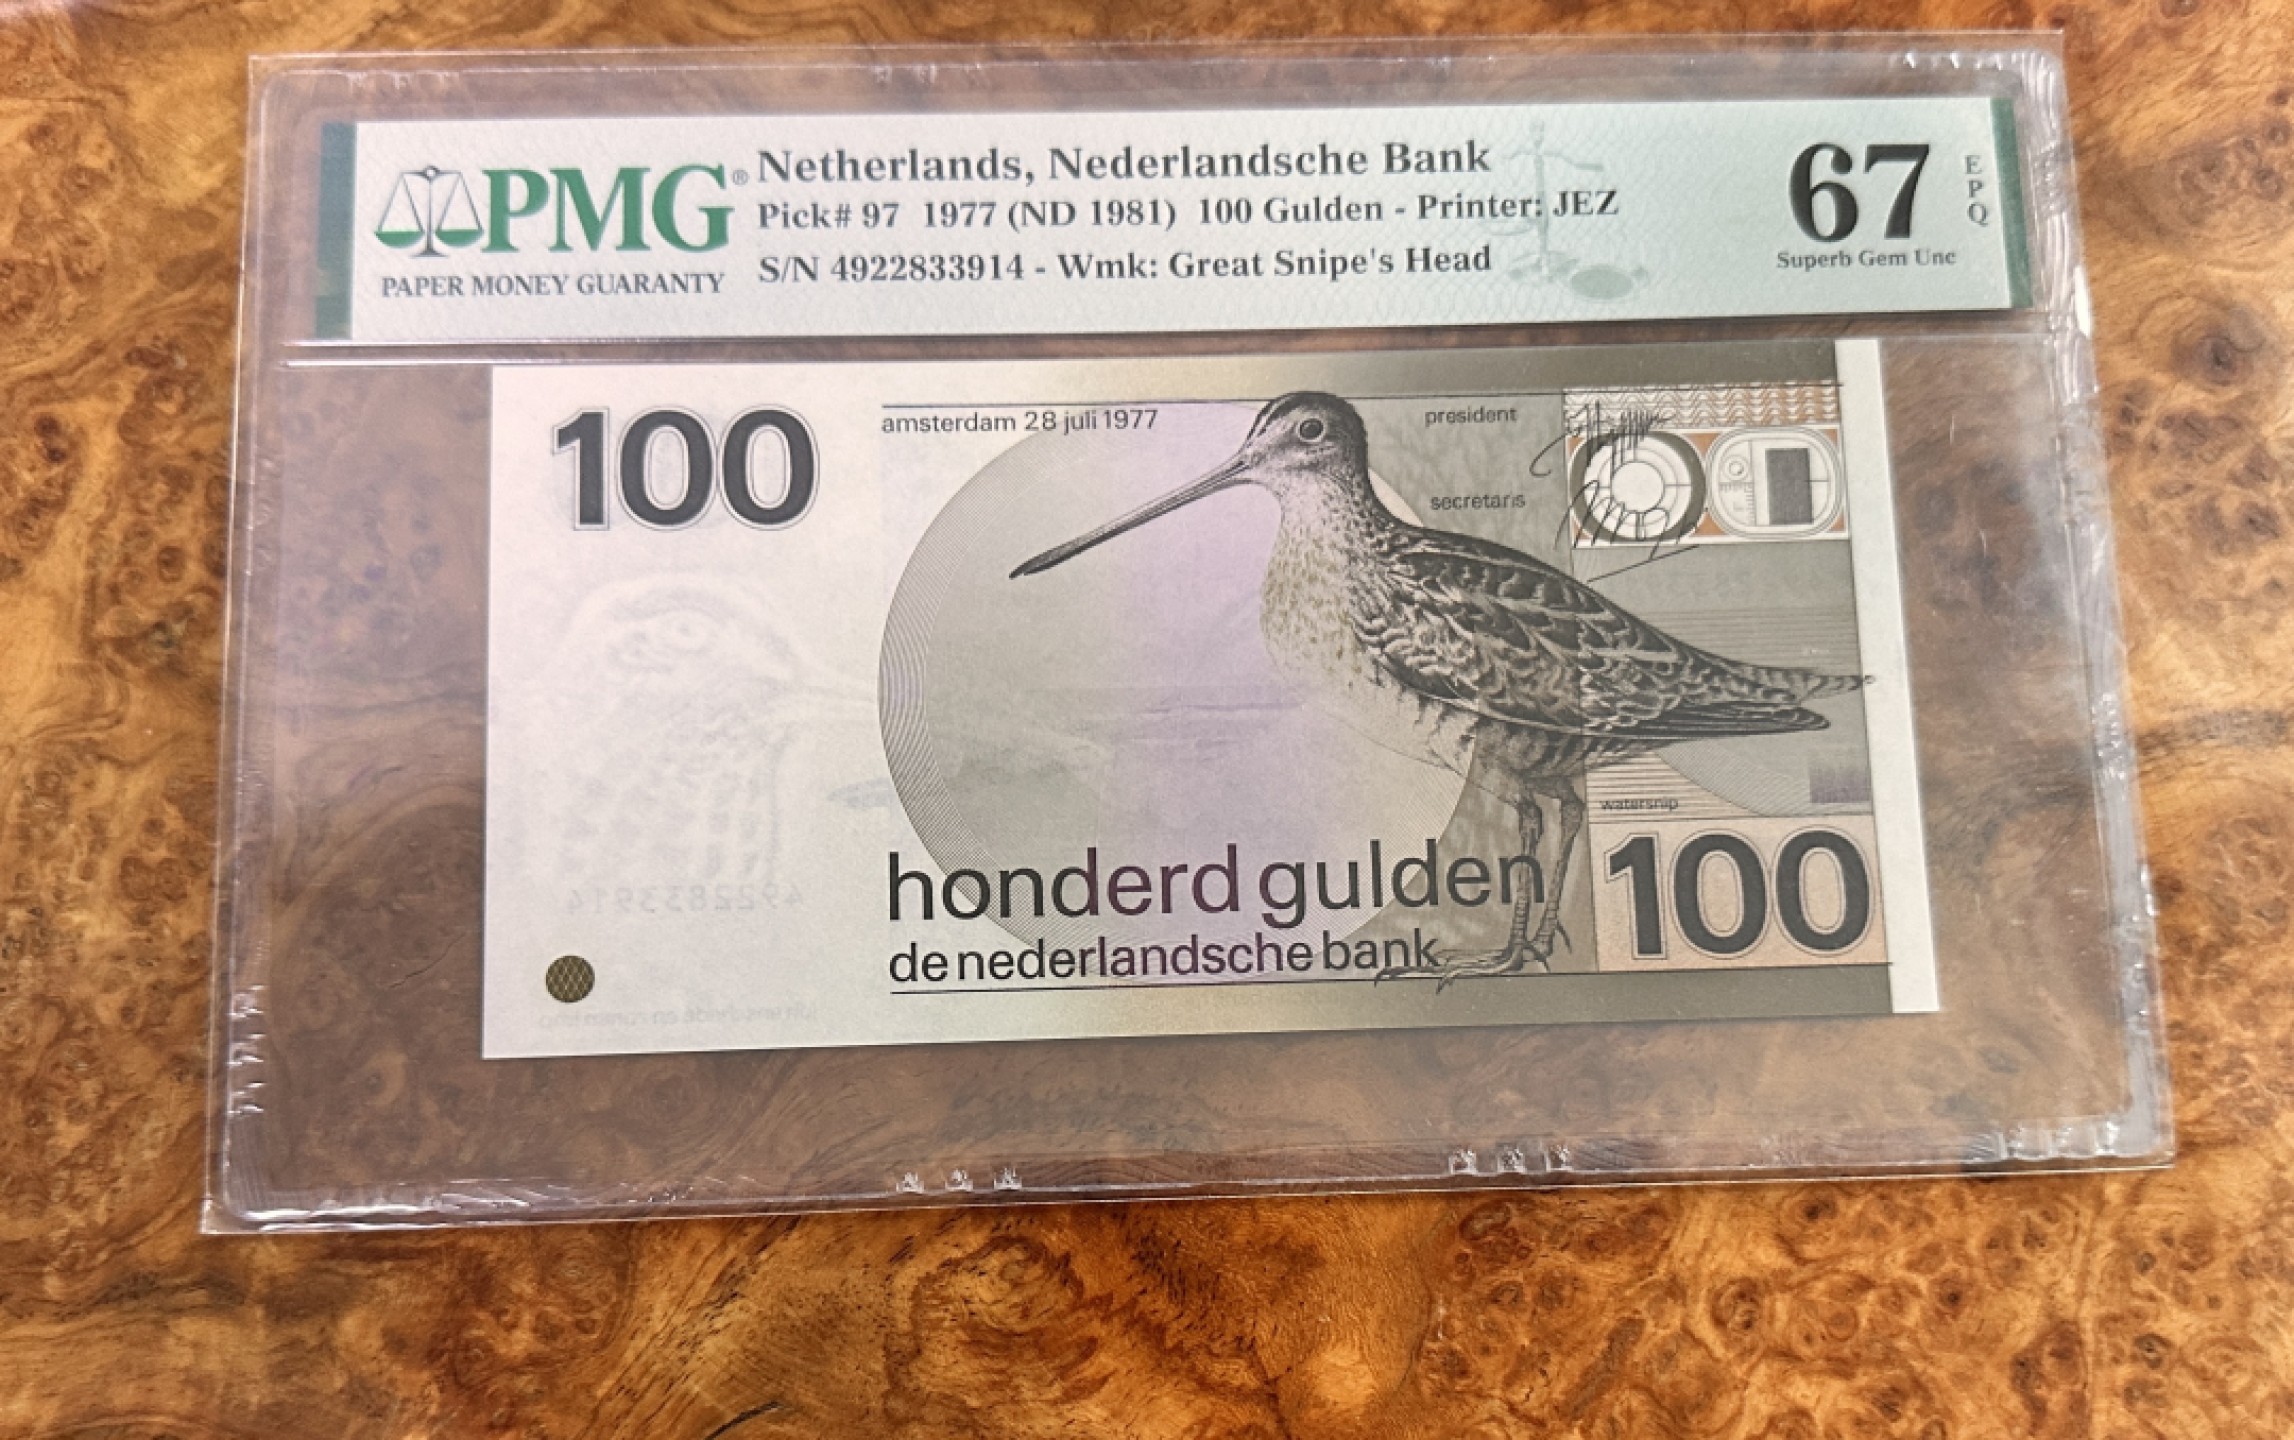 PMG®
PAPER MONEY GUARANTY
Netherlands, Nederlandsche Bank
Pick# 97 1977 (ND 1981) 100 Gulden - Printer: JEZ
S/N 4922833914 - Wmk: Great Snipe's Head
67
EPQ
Superb Gem Unc
100
amsterdam 28 juli 1977
president
secretaris
watersnip
honderd gulden
de nederlandsche bank
100
4922833914